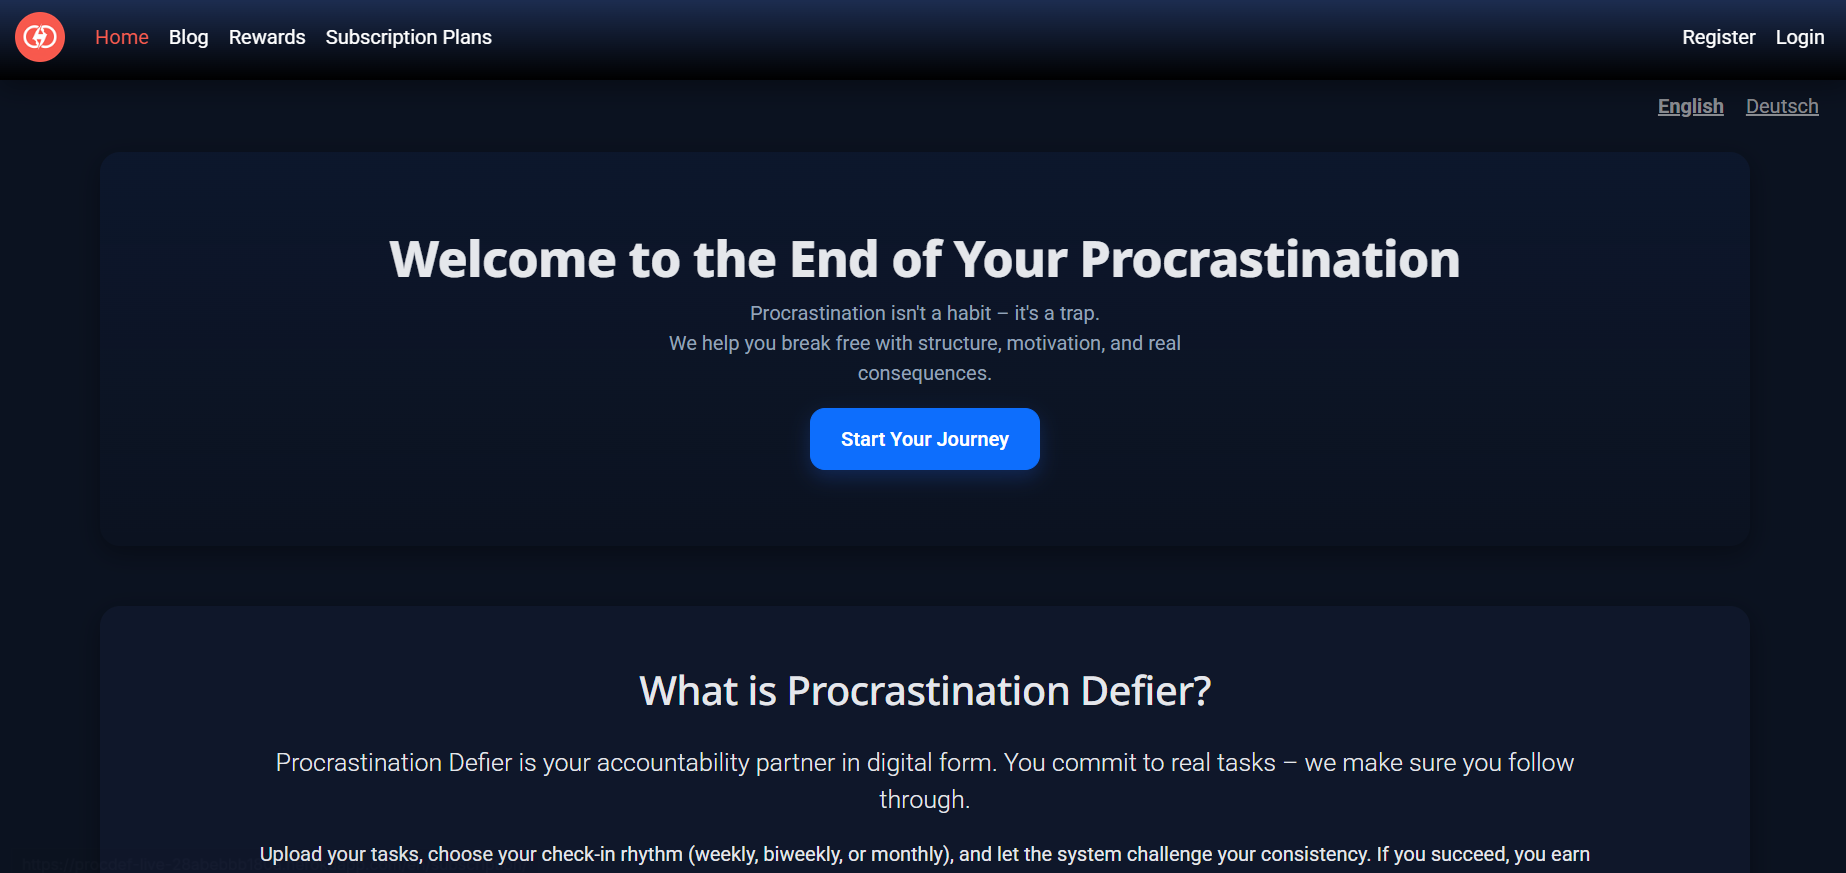 Home Blog Rewards Subscription Plans Register Login
English Deutsch
Welcome to the End of Your Procrastination
Procrastination isn't a habit – it's a trap.
We help you break free with structure, motivation, and real
consequences.
Start Your Journey
What is Procrastination Defier?
Procrastination Defier is your accountability partner in digital form. You commit to real tasks – we make sure you follow
through.
Upload your tasks, choose your check-in rhythm (weekly, biweekly, or monthly), and let the system challenge your consistency. If you succeed, you earn